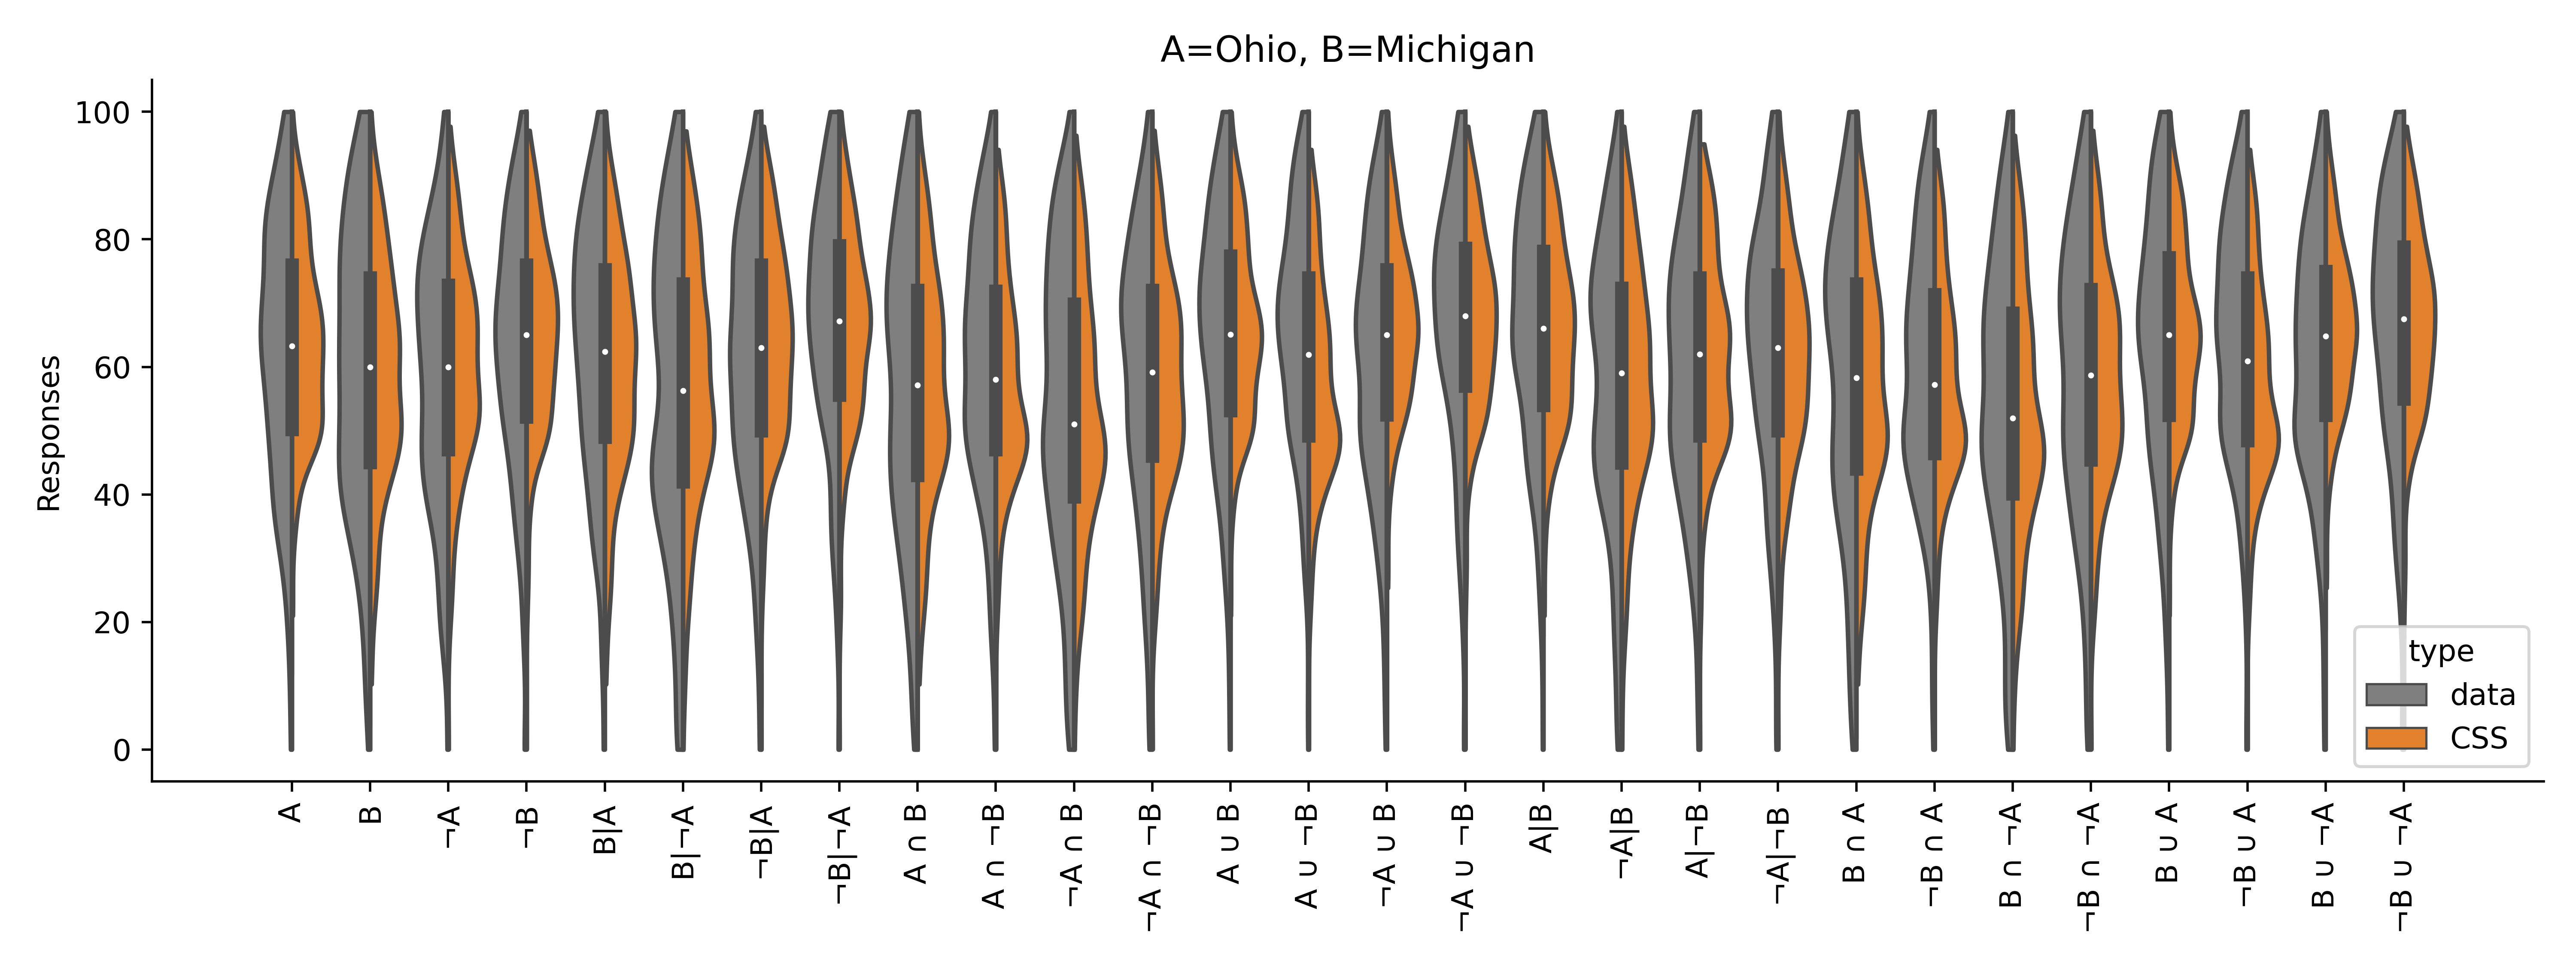 A=Ohio, B=Michigan
Responses
100
80
60
40
20
0
A
B
¬A
¬B
B|A
B|¬A
¬B|A
¬B|¬A
A ∩ B
A ∩ ¬B
¬A ∩ B
¬A ∩ ¬B
A ∪ B
A ∪ ¬B
¬A ∪ B
¬A ∪ ¬B
A|B
¬A|B
A|¬B
¬A|¬B
B ∩ A
¬B ∩ A
B ∩ ¬A
¬B ∩ ¬A
B ∪ A
¬B ∪ A
B ∪ ¬A
¬B ∪ ¬A
type
data
CSS